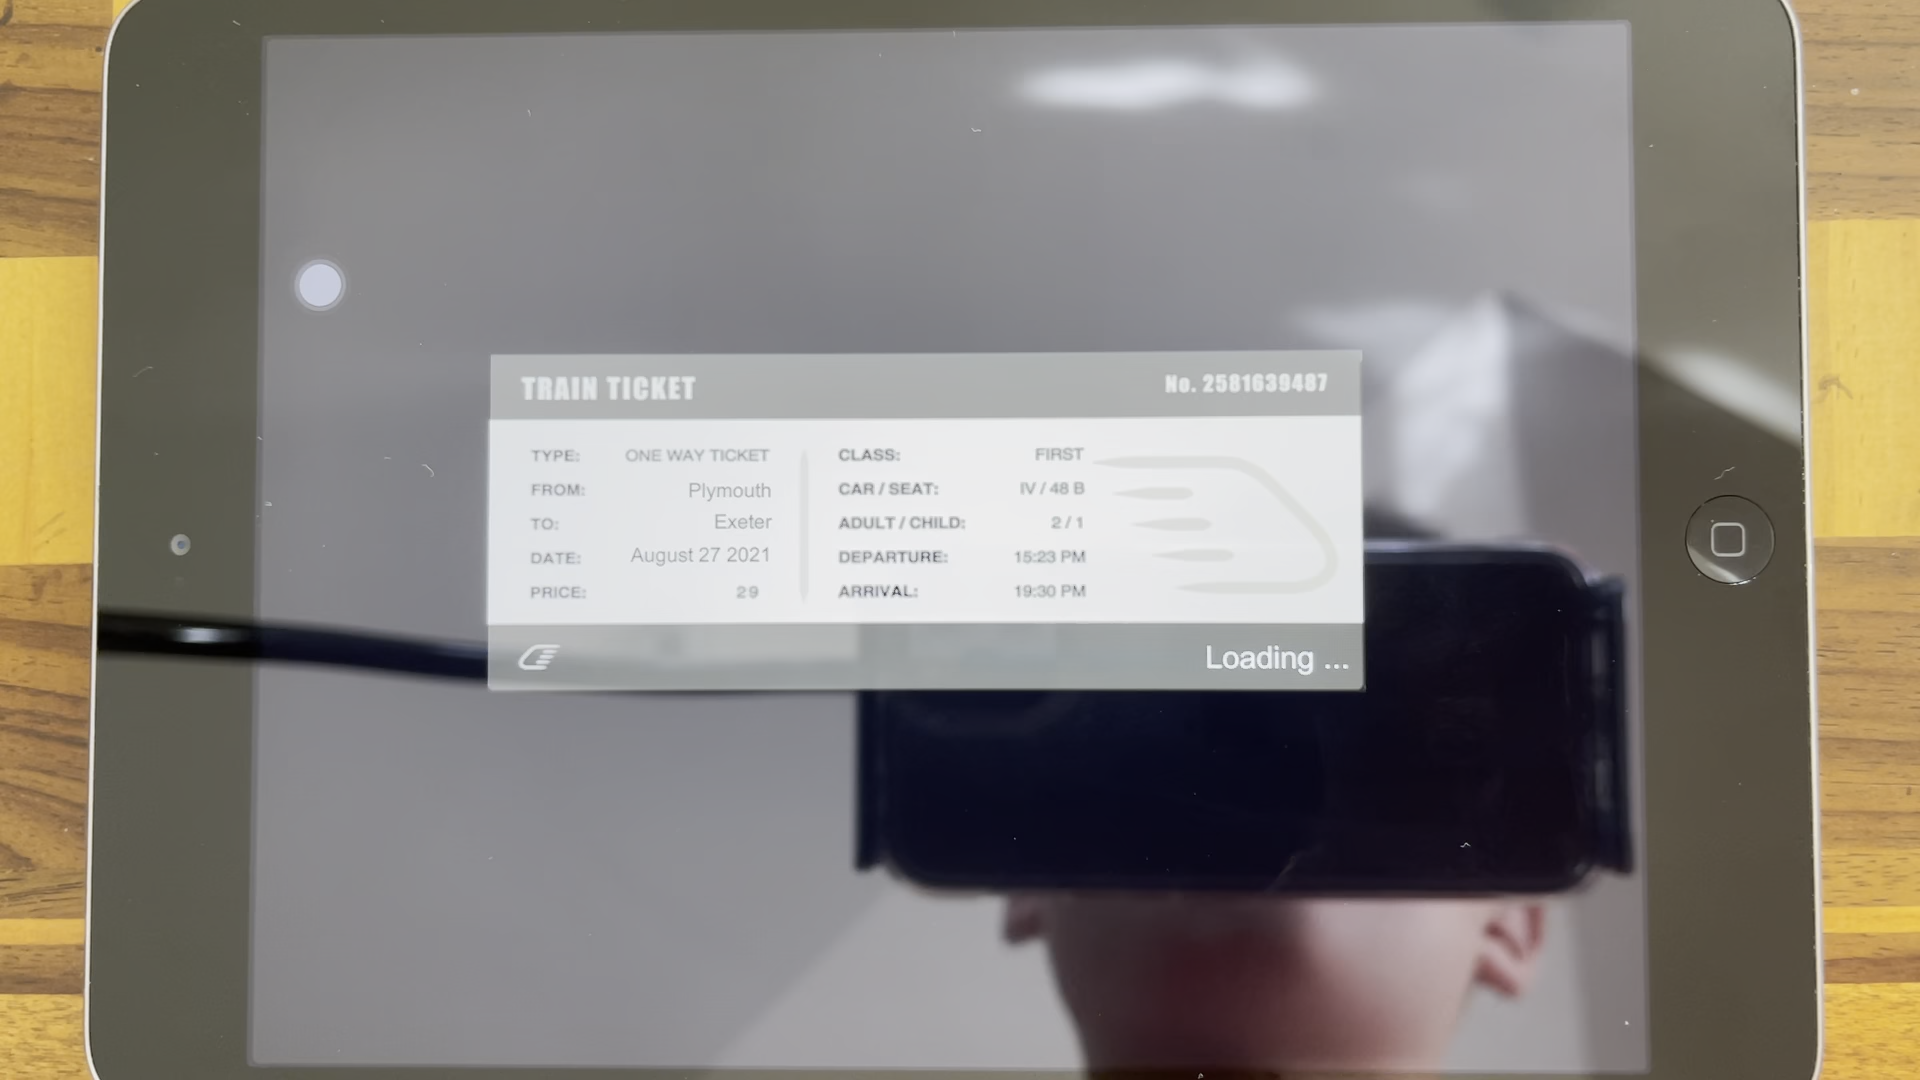 TRAIN TICKET
No. 2581639487
TYPE: ONE WAY TICKET
FROM: Plymouth
TO: Exeter
DATE: August 27 2021
PRICE: 29
CLASS: FIRST
CAR / SEAT: IV / 48 B
ADULT / CHILD: 2 / 1
DEPARTURE: 15:23 PM
ARRIVAL: 19:30 PM
Loading ...